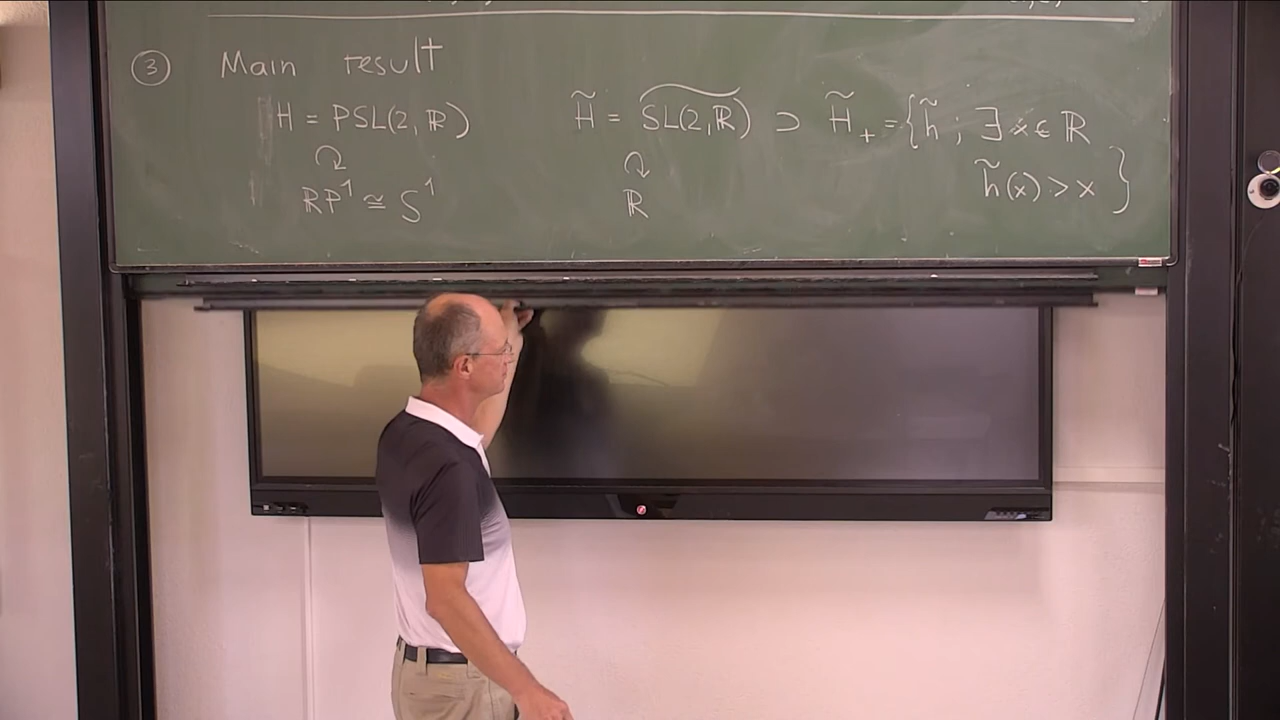 ③ Main result
H = PSL(2, ℝ) H̃ = S͠L(2,ℝ) ⊃ H̃₊ = {h̃ ; ∃ x ∈ ℝ
↷ ↷ h̃(x) > x }
ℝP¹ ≅ S¹ ℝ